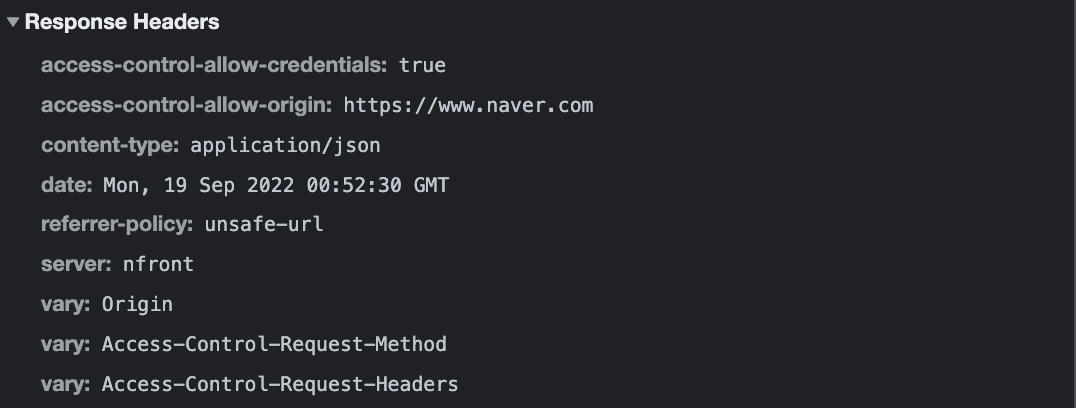 Response Headers
access-control-allow-credentials: true
access-control-allow-origin: https://www.naver.com
content-type: application/json
date: Mon, 19 Sep 2022 00:52:30 GMT
referrer-policy: unsafe-url
server: nfront
vary: Origin
vary: Access-Control-Request-Method
vary: Access-Control-Request-Headers